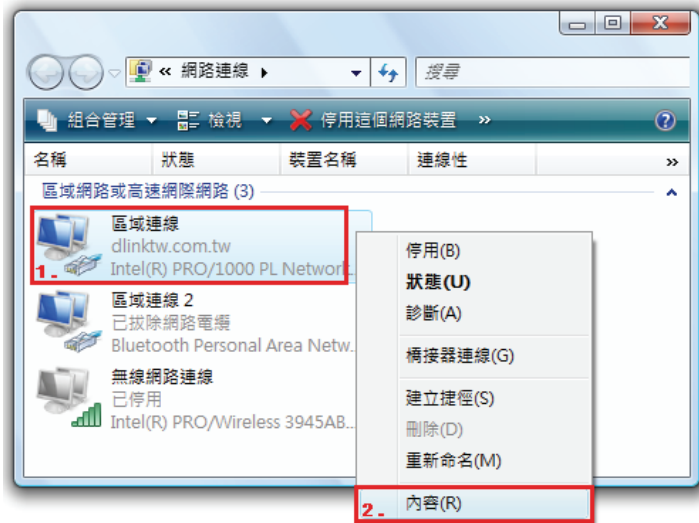 « 網路連線
搜尋
組合管理 檢視 停用這個網路裝置 »
名稱 狀態 裝置名稱 連線性 »
區域網路或高速網際網路 (3)
區域連線
dlinktw.com.tw
1. Intel(R) PRO/1000 PL Network...
區域連線 2
已拔除網路電纜
Bluetooth Personal Area Netw...
無線網路連線
已停用
Intel(R) PRO/Wireless 3945AB...
停用(B)
狀態(U)
診斷(A)
橋接器連線(G)
建立捷徑(S)
刪除(D)
重新命名(M)
2. 內容(R)